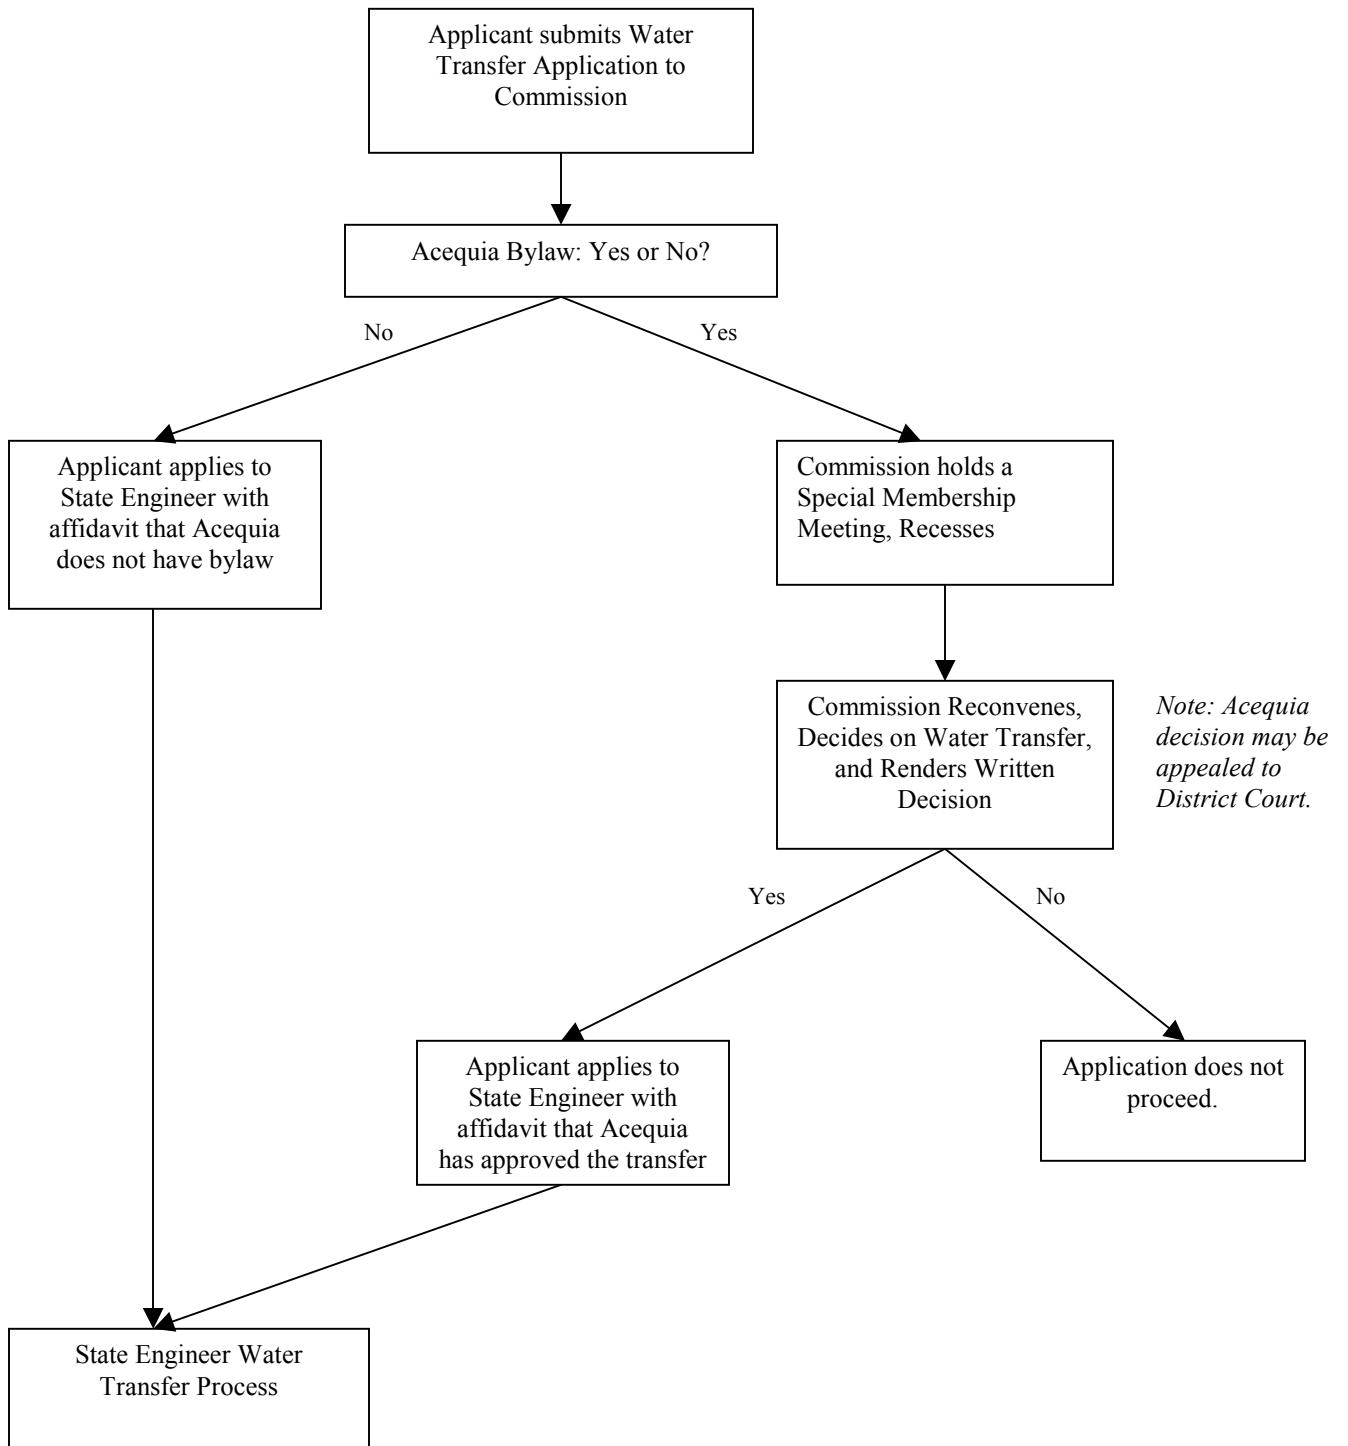 Applicant submits Water
Transfer Application to
Commission
Acequia Bylaw: Yes or No?
No
Yes
Applicant applies to
State Engineer with
affidavit that Acequia
does not have bylaw
Commission holds a
Special Membership
Meeting, Recesses
Commission Reconvenes,
Decides on Water Transfer,
and Renders Written
Decision
Note: Acequia
decision may be
appealed to
District Court.
Yes
No
Applicant applies to
State Engineer with
affidavit that Acequia
has approved the transfer
Application does not
proceed.
State Engineer Water
Transfer Process